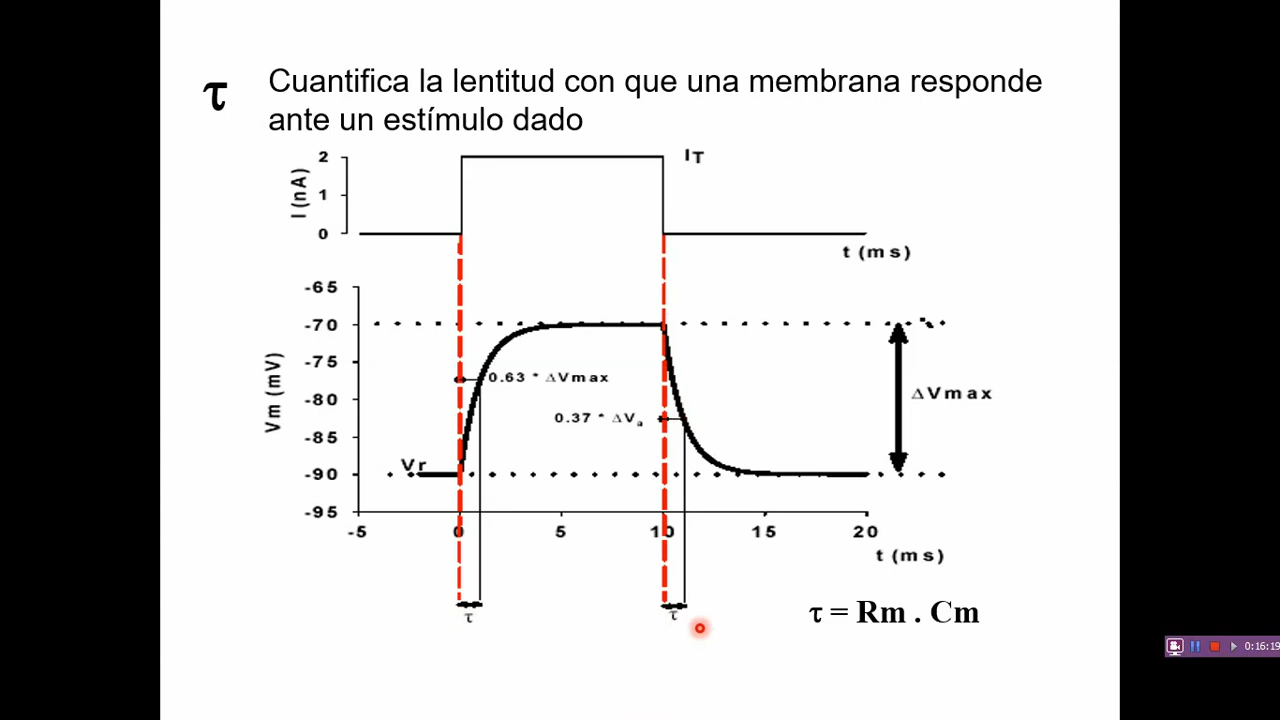 τ Cuantifica la lentitud con que una membrana responde
ante un estímulo dado
2
I T
1
0
I (nA)
t (ms)
-65
-70
-75
-80
-85
-90
-95
Vm (mV)
0.63 * ΔVmax
0.37 * ΔVa
ΔVmax
Vr
-5 0 5 10 15 20
t (ms)
τ τ
τ = Rm . Cm
0:16:19